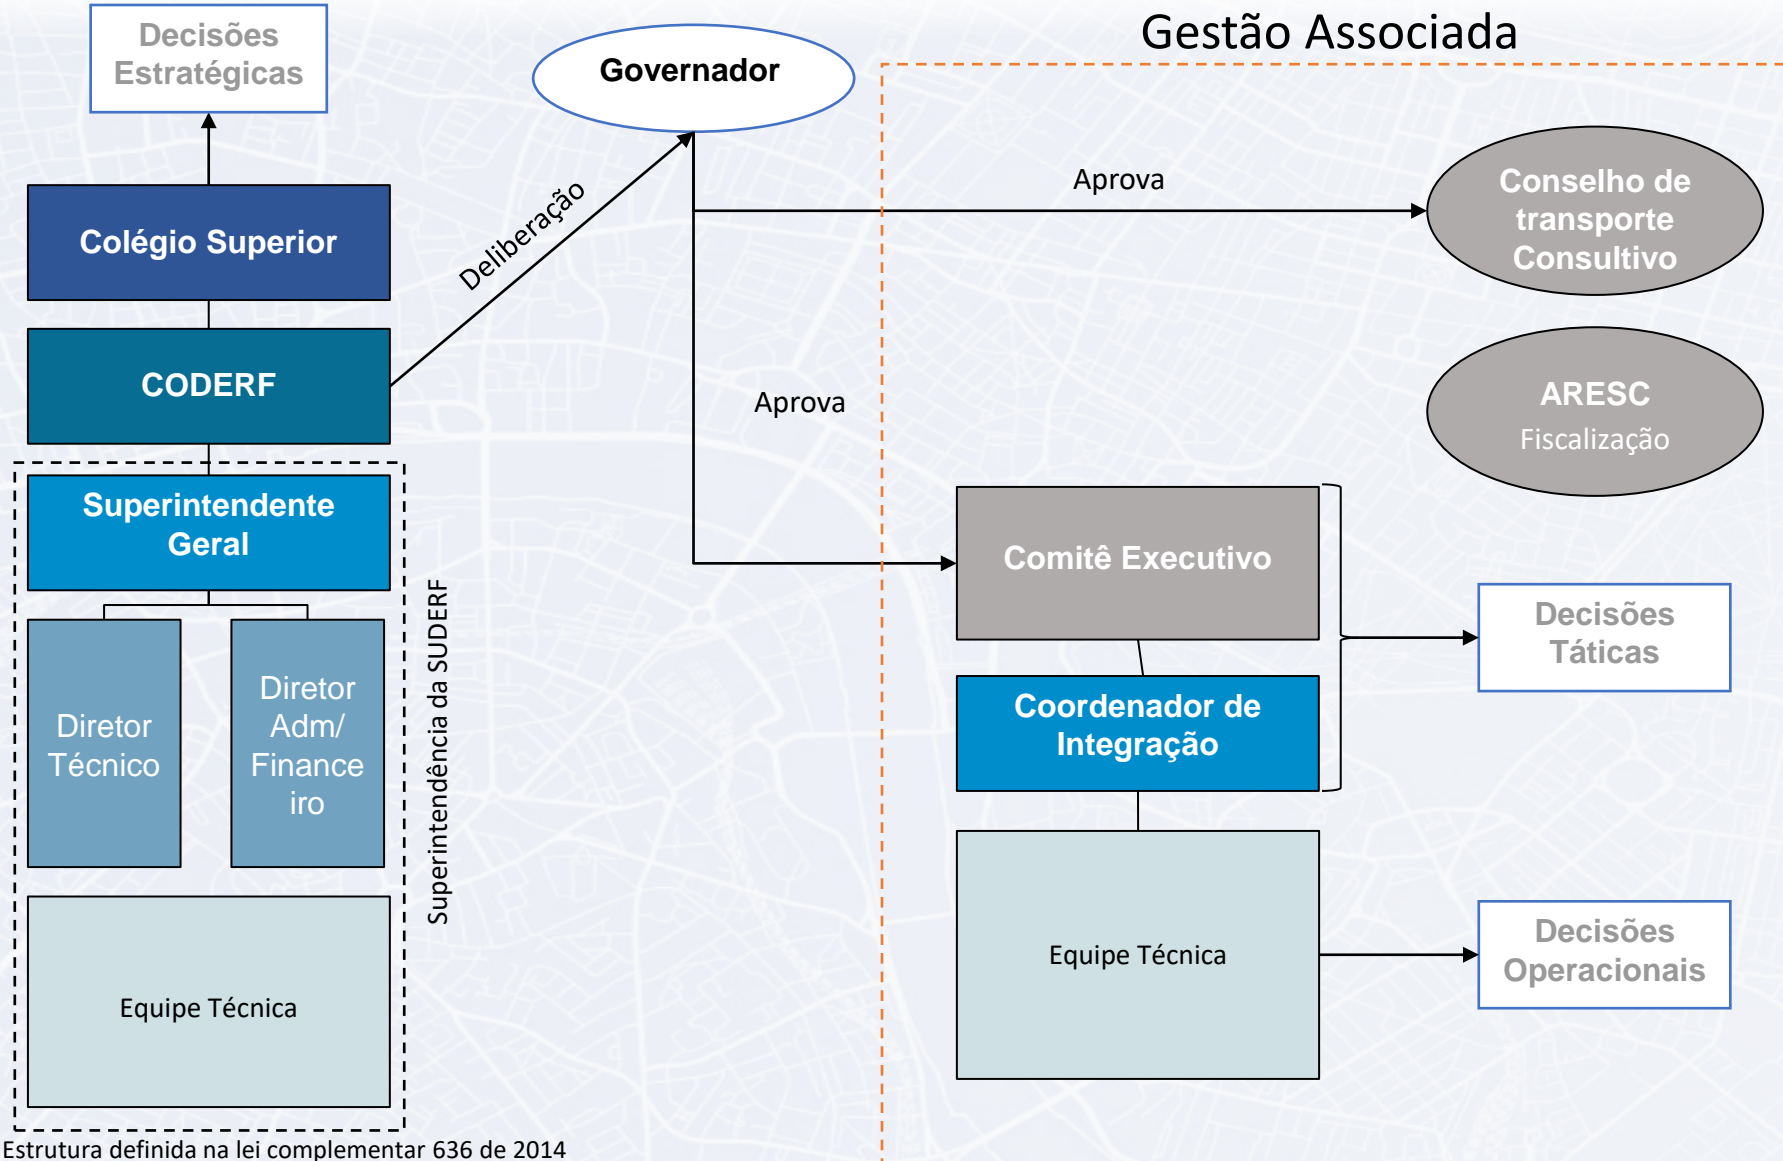 Gestão Associada
Decisões
Estratégicas
Governador
Colégio Superior
Deliberação
Aprova
Conselho de
transporte
Consultivo
CODERF
Aprova
ARESC
Fiscalização
Superintendente
Geral
Diretor
Técnico
Diretor
Adm/
Finance
iro
Superintendência da SUDERF
Equipe Técnica
Comitê Executivo
Coordenador de
Integração
Decisões
Táticas
Equipe Técnica
Decisões
Operacionais
Estrutura definida na lei complementar 636 de 2014